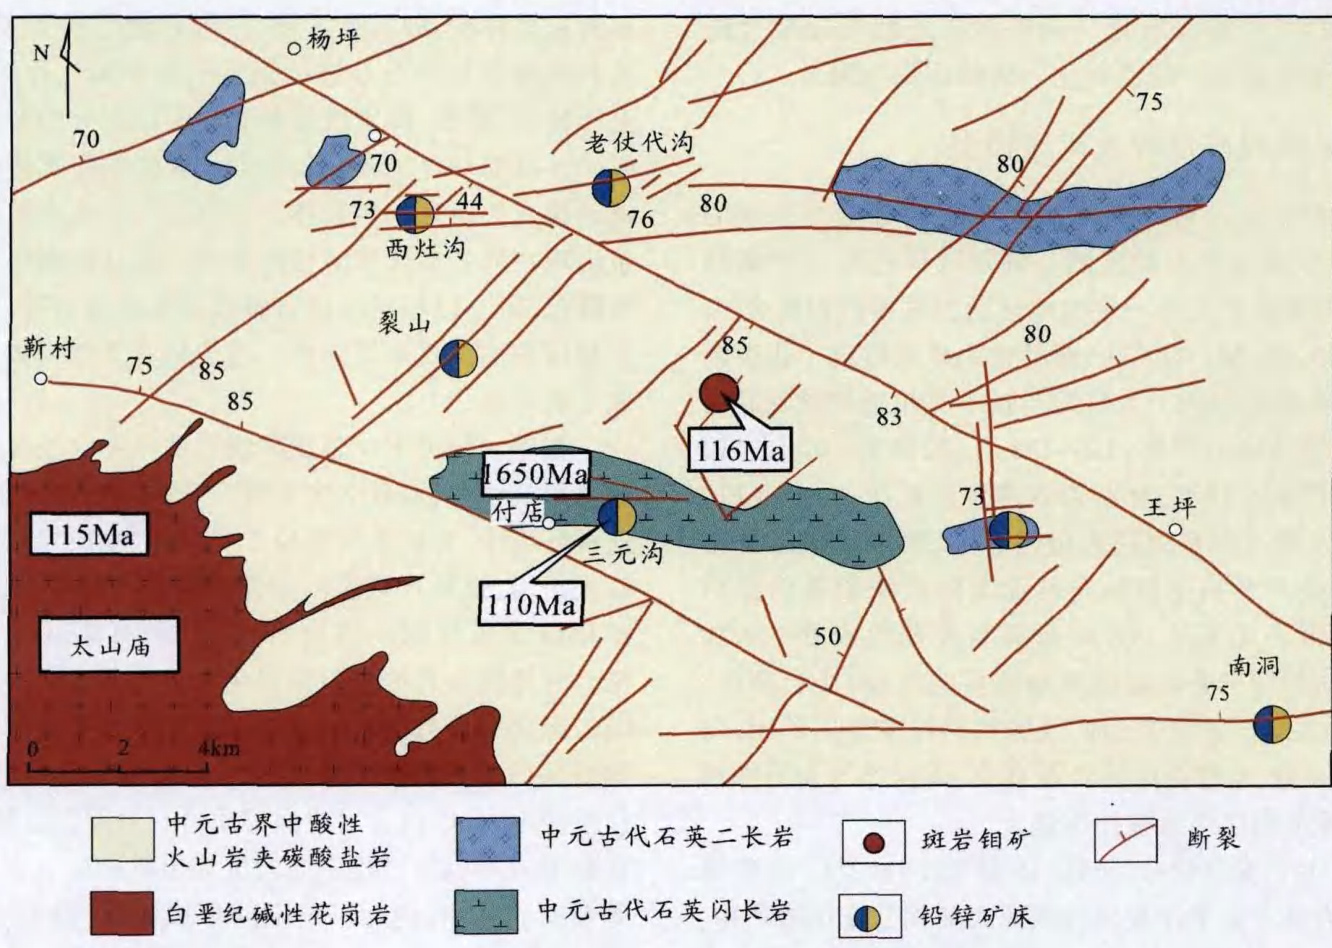 N
杨坪
75
70
70
老仗代沟
80
73
44
76
80
西灶沟
裂山
80
靳村
75
85
85
85
83
116Ma
1650Ma
付店
73
王坪
115Ma
三元沟
110Ma
太山庙
50
南洞
75
0 2 4km
中元古界中酸性
火山岩夹碳酸盐岩
中元古代石英二长岩
斑岩钼矿
断裂
白垩纪碱性花岗岩
中元古代石英闪长岩
铅锌矿床